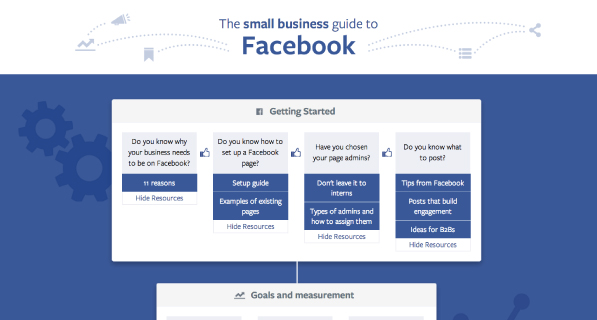 The small business guide to
Facebook
Getting Started
Do you know why
your business needs
to be on Facebook?
11 reasons
Hide Resources
Do you know how to
set up a Facebook
page?
Setup guide
Examples of existing
pages
Hide Resources
Have you chosen
your page admins?
Don't leave it to
interns
Types of admins and
how to assign them
Hide Resources
Do you know what
to post?
Tips from Facebook
Posts that build
engagement
Ideas for B2Bs
Hide Resources
Goals and measurement